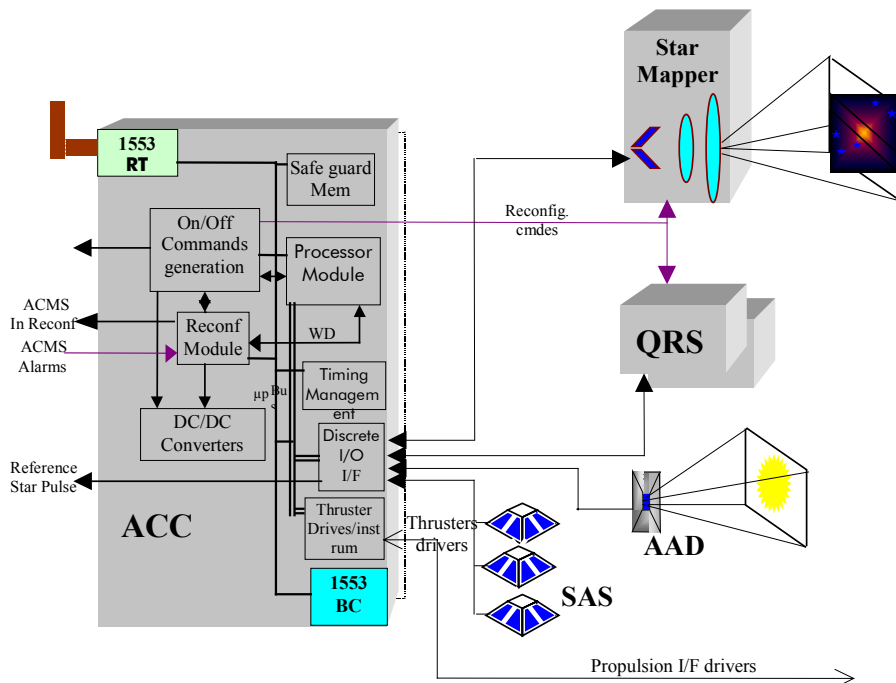 Star
Mapper
1553
RT
Safe guard
Mem
On/Off
Commands
generation
Processor
Module
Reconfig.
cmdes
ACMS
In Reconf
ACMS
Alarms
Reconf
Module
WD
QRS
µp Bus
Timing
Managem
ent
DC/DC
Converters
Discrete
I/O
I/F
Reference
Star Pulse
ACC
Thruster
Drives/inst
rum
Thrusters
drivers
AAD
SAS
1553
BC
Propulsion I/F drivers